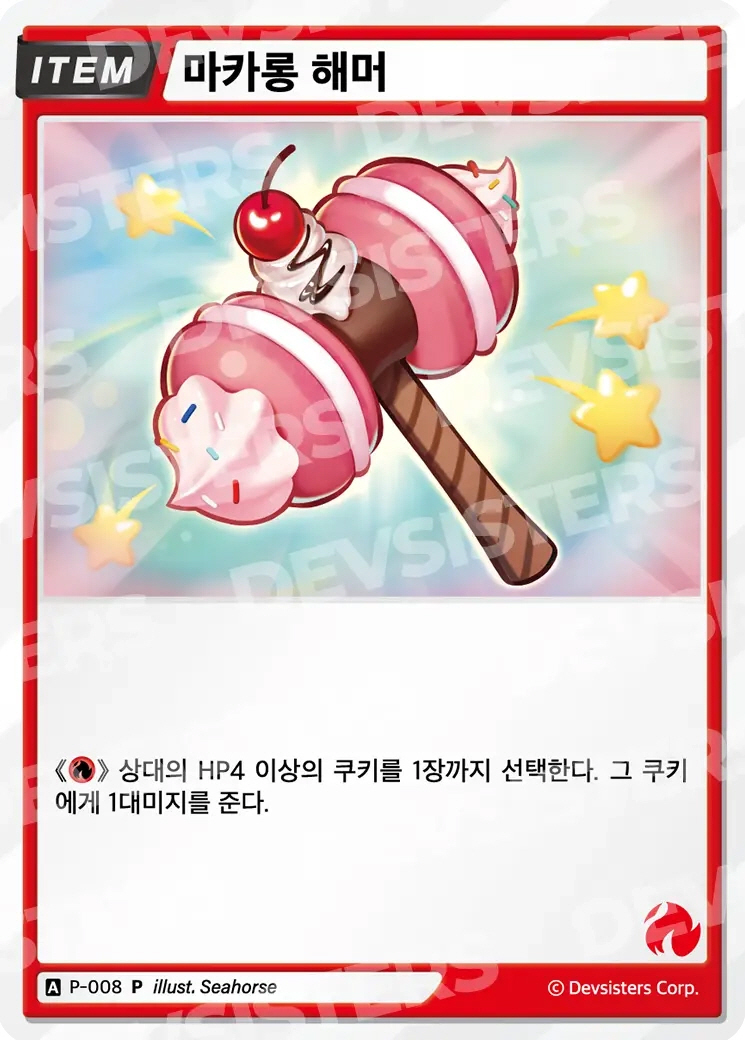 ITEM
마카롱 해머
《》 상대의 HP4 이상의 쿠키를 1장까지 선택한다. 그 쿠키
에게 1대미지를 준다.
A P-008 P illust. Seahorse
© Devsisters Corp.
DEVSISTERS